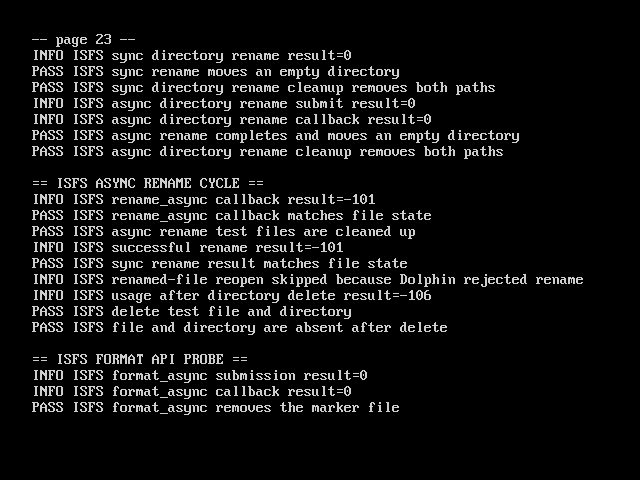 -- page 23 --
INFO ISFS sync directory rename result=0
PASS ISFS sync rename moves an empty directory
PASS ISFS sync directory rename cleanup removes both paths
INFO ISFS async directory rename submit result=0
INFO ISFS async directory rename callback result=0
PASS ISFS async rename completes and moves an empty directory
PASS ISFS async directory rename cleanup removes both paths
== ISFS ASYNC RENAME CYCLE ==
INFO ISFS rename_async callback result=-101
PASS ISFS rename_async callback matches file state
PASS ISFS async rename test files are cleaned up
INFO ISFS successful rename result=-101
PASS ISFS sync rename result matches file state
INFO ISFS renamed-file reopen skipped because Dolphin rejected rename
INFO ISFS usage after directory delete result=-106
PASS ISFS delete test file and directory
PASS ISFS file and directory are absent after delete
== ISFS FORMAT API PROBE ==
INFO ISFS format_async submission result=0
INFO ISFS format_async callback result=0
PASS ISFS format_async removes the marker file